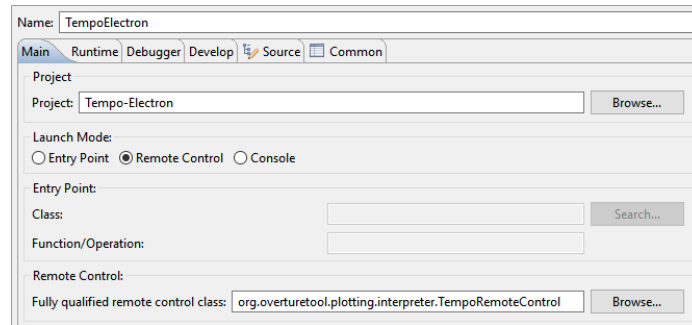 Name: TempoElectron
Main Runtime Debugger Develop Source Common
Project
Project: Tempo-Electron Browse...
Launch Mode:
Entry Point Remote Control Console
Entry Point:
Class: Search...
Function/Operation:
Remote Control:
Fully qualified remote control class: org.overturetool.plotting.interpreter.TempoRemoteControl Browse...